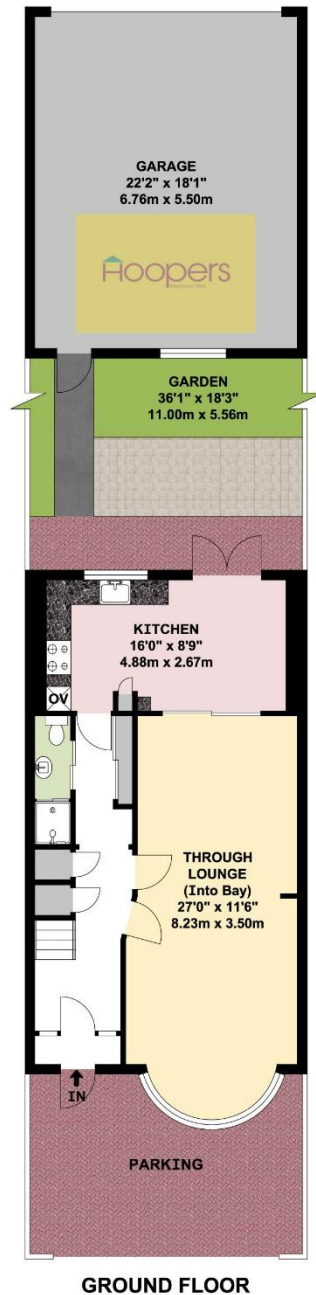 GARAGE
22'2" x 18'1"
6.76m x 5.50m
Hoopers
GARDEN
36'1" x 18'3"
11.00m x 5.56m
KITCHEN
16'0" x 8'9"
4.88m x 2.67m
OV
THROUGH
LOUNGE
(Into Bay)
27'0" x 11'6"
8.23m x 3.50m
IN
PARKING
GROUND FLOOR